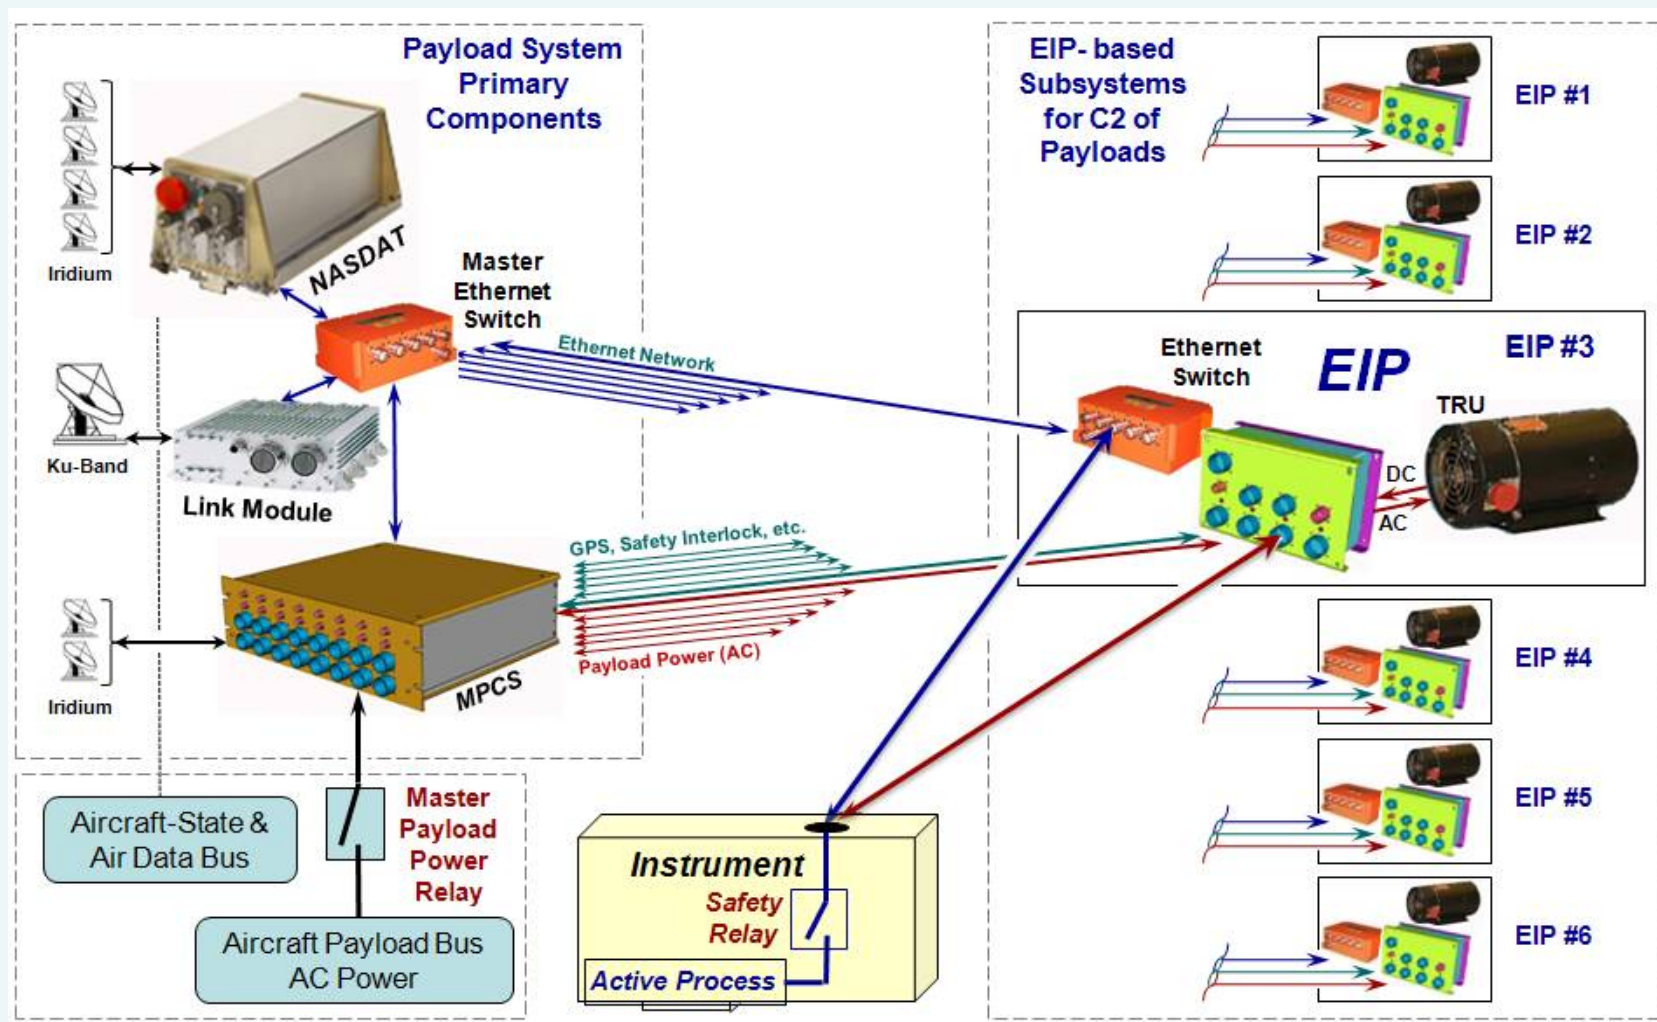 Payload System
Primary
Components
Iridium
NASDAT
Master
Ethernet
Switch
Ethernet Network
Ku-Band
Link Module
GPS, Safety Interlock, etc.
Payload Power (AC)
Iridium
MPCS
Aircraft-State &
Air Data Bus
Master
Payload
Power
Relay
Aircraft Payload Bus
AC Power
Instrument
Safety
Relay
Active Process
EIP- based
Subsystems
for C2 of
Payloads
EIP #1
EIP #2
EIP #3
Ethernet
Switch
EIP
TRU
DC
AC
EIP #4
EIP #5
EIP #6